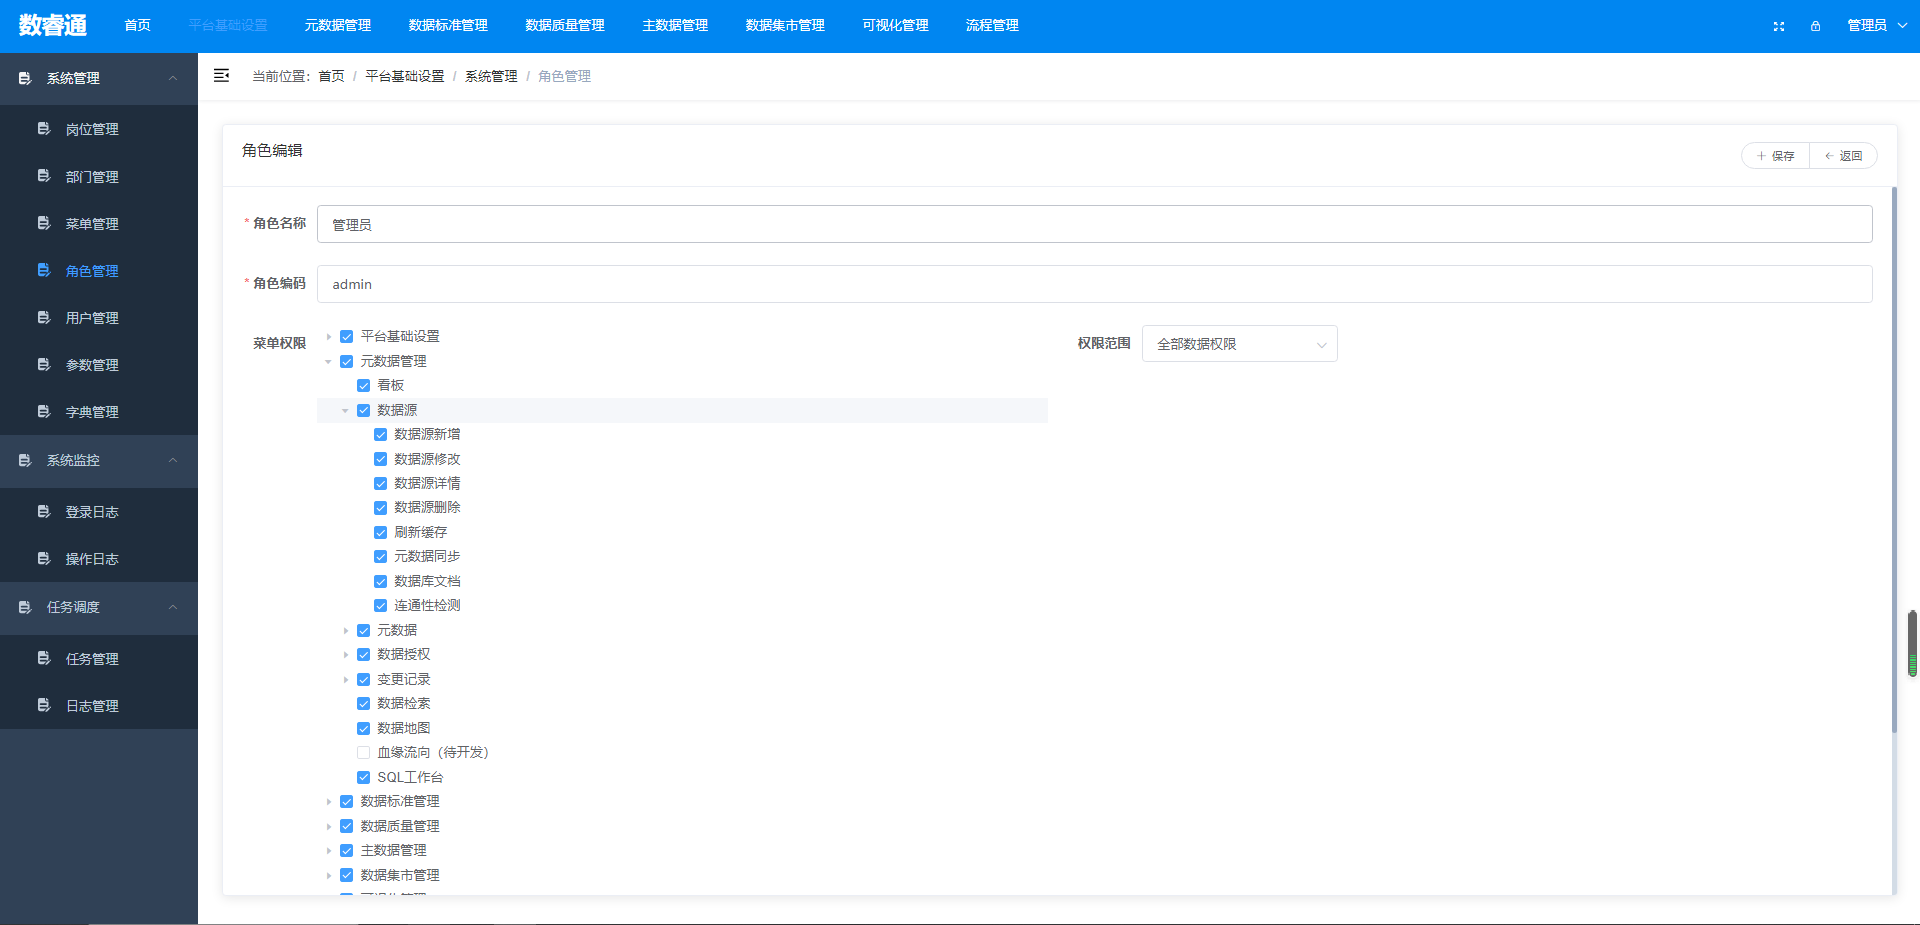 数睿通 首页 平台基础设置 元数据管理 数据标准管理 数据质量管理 主数据管理 数据集市管理 可视化管理 流程管理 管理员
系统管理
岗位管理
部门管理
菜单管理
角色管理
用户管理
参数管理
字典管理
系统监控
登录日志
操作日志
任务调度
任务管理
日志管理
当前位置: 首页 / 平台基础设置 / 系统管理 / 角色管理
角色编辑
保存 返回
* 角色名称 管理员
* 角色编码 admin
菜单权限
平台基础设置
元数据管理
看板
数据源
数据源新增
数据源修改
数据源详情
数据源删除
刷新缓存
元数据同步
数据库文档
连通性检测
元数据
数据授权
变更记录
数据检索
数据地图
血缘流向（待开发）
SQL工作台
数据标准管理
数据质量管理
主数据管理
数据集市管理
权限范围 全部数据权限